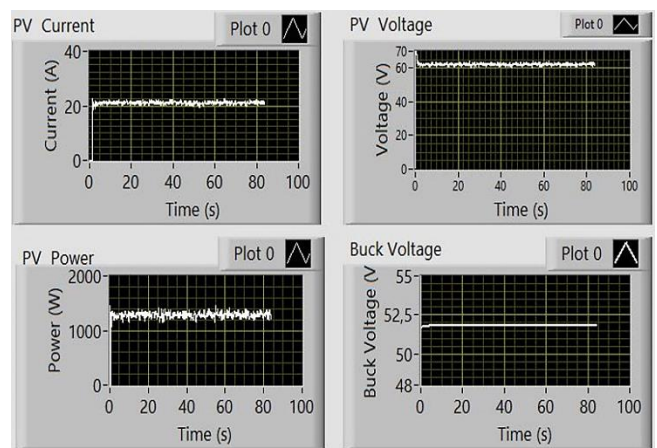 PV Current
Plot 0
40-
20-
0-
Current (A)
0 20 40 60 80 100
Time (s)
PV Voltage
Plot 0
70-
60-
40-
20-
0-
Voltage (V)
0 20 40 60 80 100
Time (s)
PV Power
Plot 0
2000-
1000-
0-
Power (W)
0 20 40 60 80 100
Time (s)
Buck Voltage
Plot 0
55-
52,5-
50-
48-
Buck Voltage (V
0 20 40 60 80 100
Time (s)